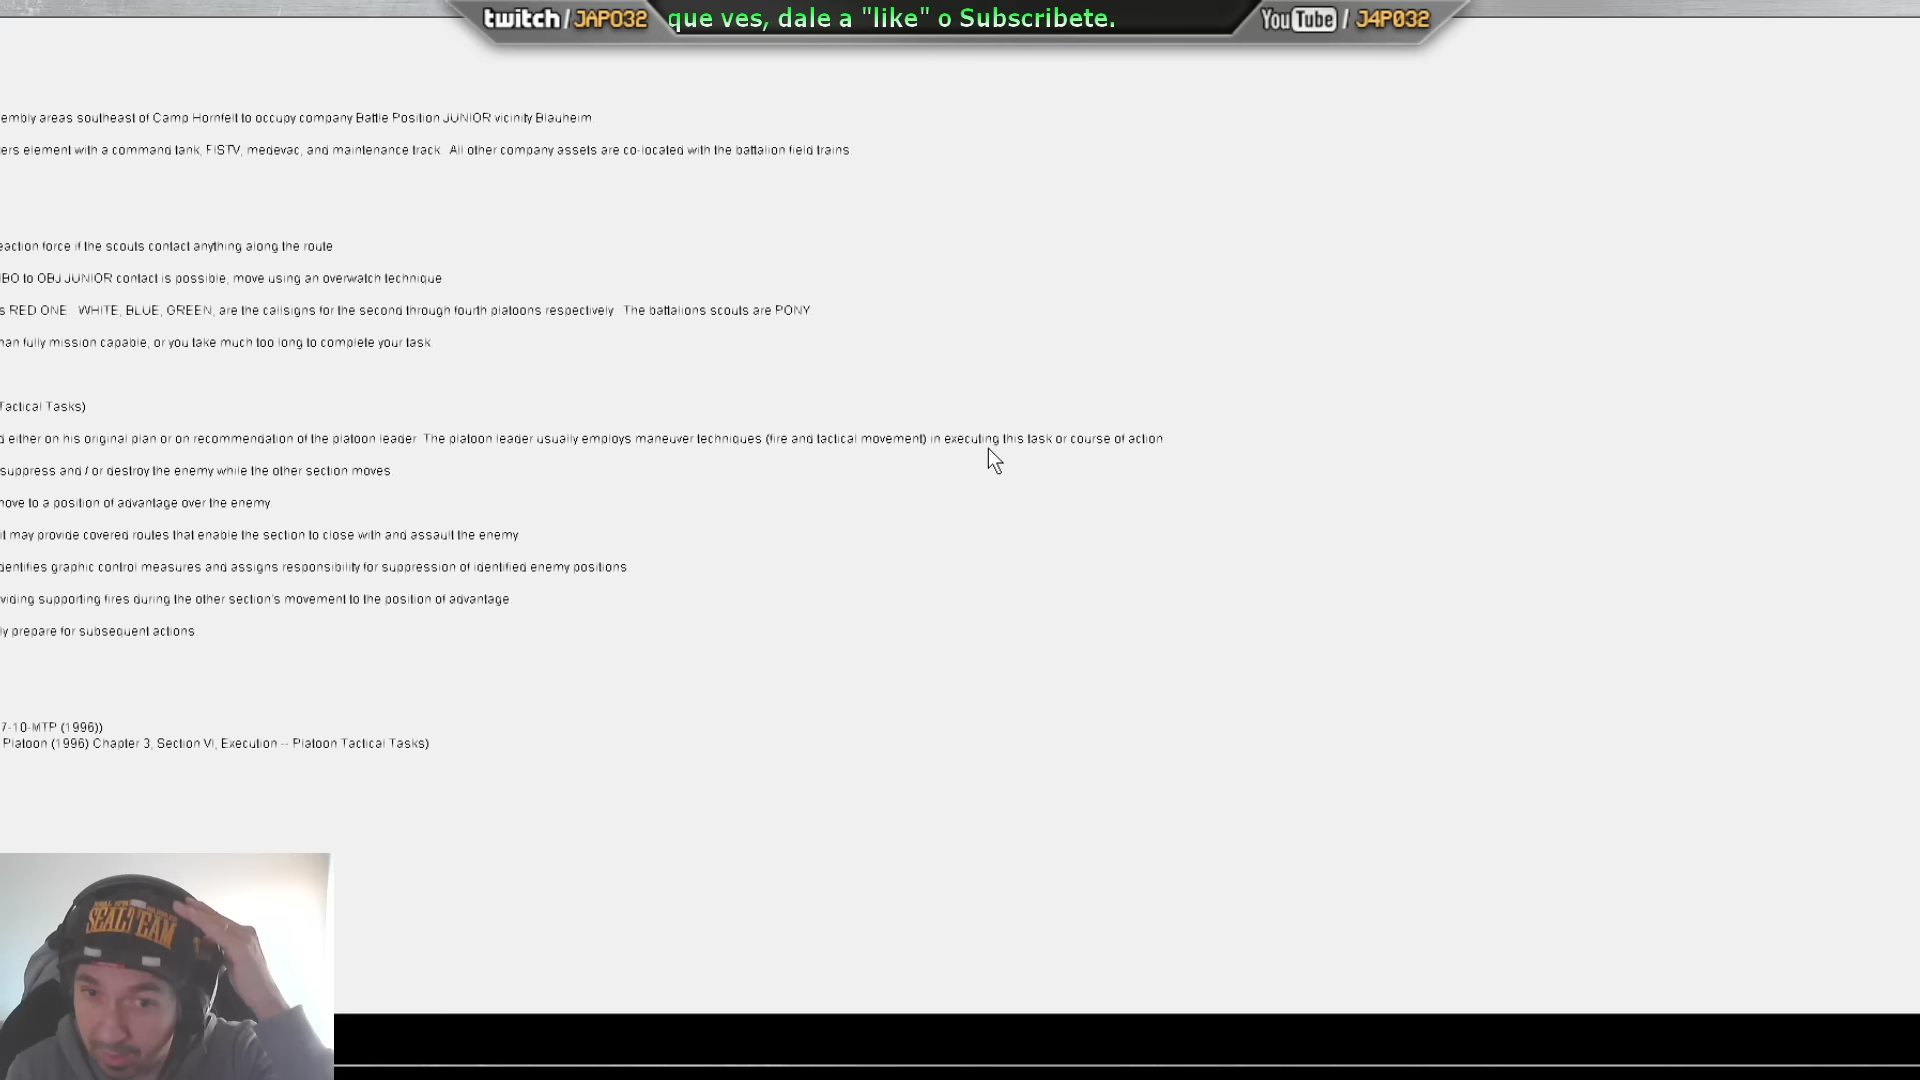 twitch / JAP032 que ves, dale a "like" o Subscribete. YouTube / J4P032
embly areas southeast of Camp Hornfelt to occupy company Battle Position JUNIOR vicinity Blauheim
ers element with a command tank, FISTV, medevac, and maintenance track. All other company assets are co-located with the battalion field trains.
eaction force if the scouts contact anything along the route
BO to OBJ JUNIOR contact is possible, move using an overwatch technique
s RED ONE. WHITE, BLUE, GREEN, are the callsigns for the second through fourth platoons respectively. The battalions scouts are PONY
han fully mission capable, or you take much too long to complete your task.
Tactical Tasks)
d either on his original plan or on recommendation of the platoon leader. The platoon leader usually employs maneuver techniques (fire and tactical movement) in executing this task or course of action
suppress and / or destroy the enemy while the other section moves.
nove to a position of advantage over the enemy.
it may provide covered routes that enable the section to close with and assault the enemy
dentifies graphic control measures and assigns responsibility for suppression of identified enemy positions
viding supporting fires during the other section's movement to the position of advantage.
ly prepare for subsequent actions.
7-10-MTP (1996))
Platoon (1996) Chapter 3, Section VI, Execution -- Platoon Tactical Tasks)
SEAL TEAM